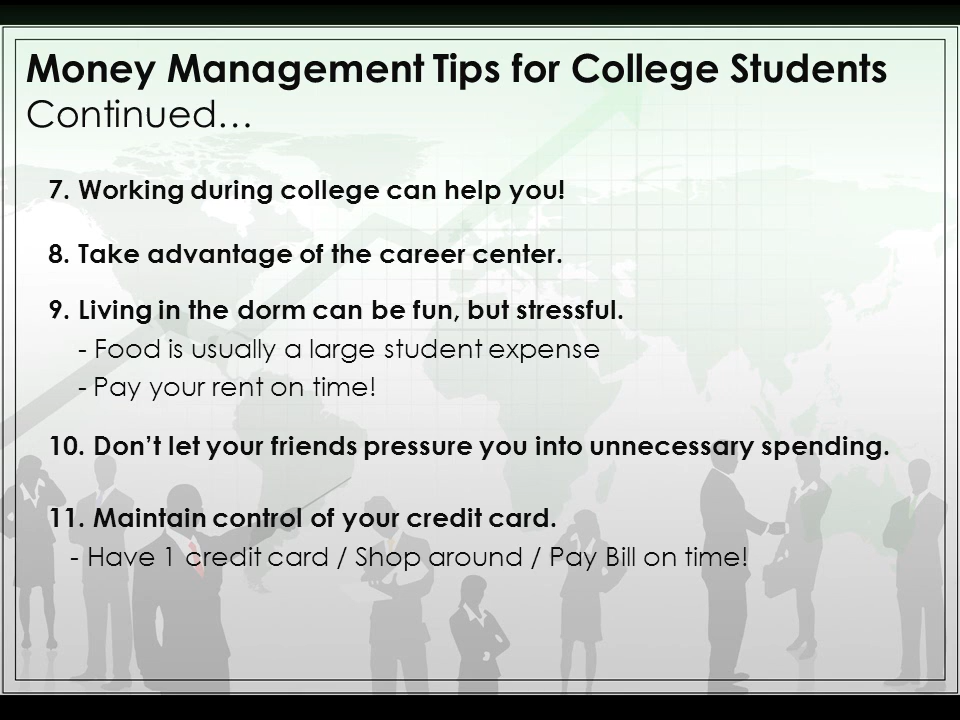 Money Management Tips for College Students
Continued…
7. Working during college can help you!
8. Take advantage of the career center.
9. Living in the dorm can be fun, but stressful.
- Food is usually a large student expense
- Pay your rent on time!
10. Don’t let your friends pressure you into unnecessary spending.
11. Maintain control of your credit card.
- Have 1 credit card / Shop around / Pay Bill on time!